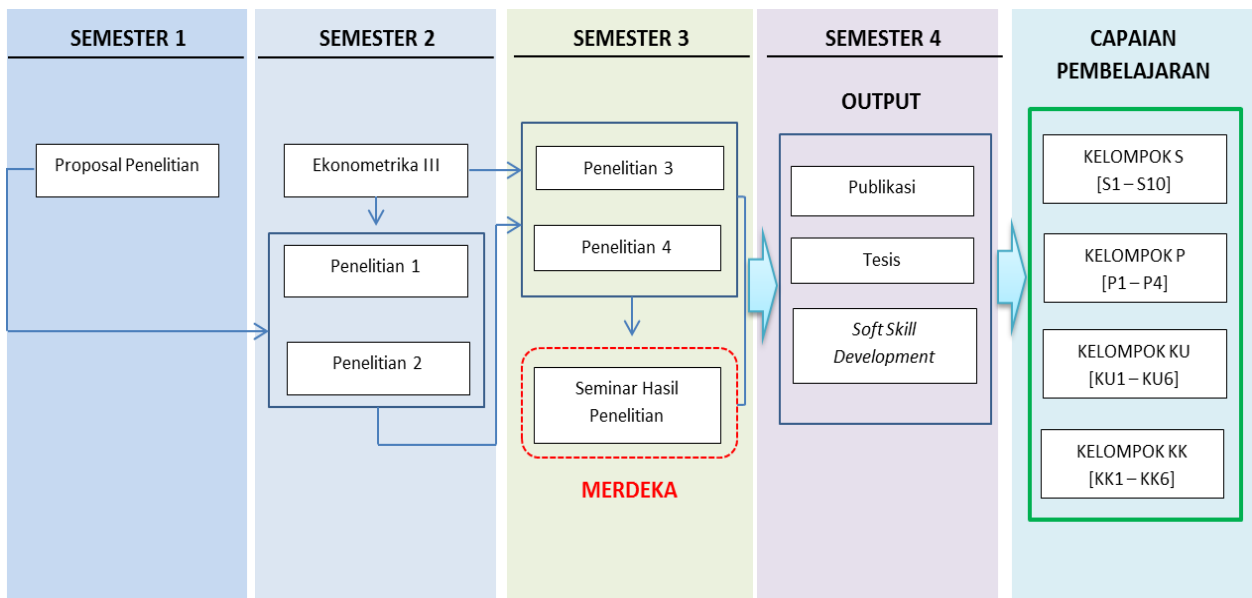 SEMESTER 1
Proposal Penelitian
SEMESTER 2
Ekonometrika III
Penelitian 1
Penelitian 2
SEMESTER 3
Penelitian 3
Penelitian 4
Seminar Hasil
Penelitian
MERDEKA
SEMESTER 4
OUTPUT
Publikasi
Tesis
Soft Skill
Development
CAPAIAN
PEMBELAJARAN
KELOMPOK S
[S1 – S10]
KELOMPOK P
[P1 – P4]
KELOMPOK KU
[KU1 – KU6]
KELOMPOK KK
[KK1 – KK6]